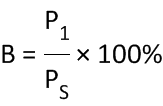 B = P₁/Pₛ × 100%